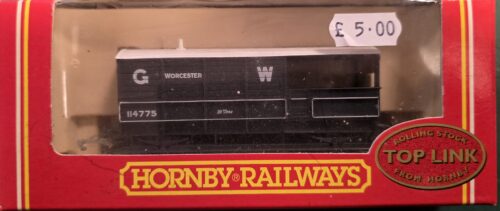 £ 5.00
G WORCESTER W
114775
20 Tons
HORNBY® RAILWAYS
ROLLING STOCK
TOP LINK
FROM HORNBY